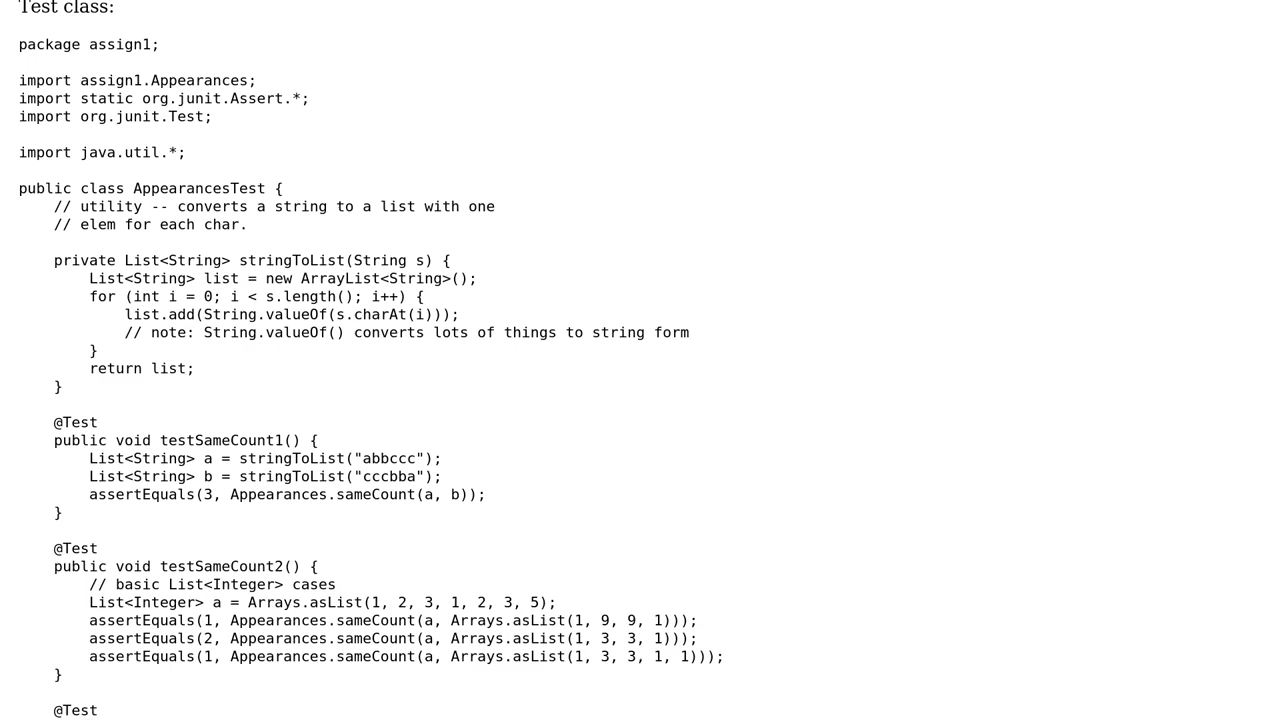 Test class:
package assign1;
import assign1.Appearances;
import static org.junit.Assert.*;
import org.junit.Test;
import java.util.*;
public class AppearancesTest {
    // utility -- converts a string to a list with one
    // elem for each char.
    private List<String> stringToList(String s) {
        List<String> list = new ArrayList<String>();
        for (int i = 0; i < s.length(); i++) {
            list.add(String.valueOf(s.charAt(i)));
            // note: String.valueOf() converts lots of things to string form
        }
        return list;
    }
    @Test
    public void testSameCount1() {
        List<String> a = stringToList("abbccc");
        List<String> b = stringToList("cccbba");
        assertEquals(3, Appearances.sameCount(a, b));
    }
    @Test
    public void testSameCount2() {
        // basic List<Integer> cases
        List<Integer> a = Arrays.asList(1, 2, 3, 1, 2, 3, 5);
        assertEquals(1, Appearances.sameCount(a, Arrays.asList(1, 9, 9, 1)));
        assertEquals(2, Appearances.sameCount(a, Arrays.asList(1, 3, 3, 1)));
        assertEquals(1, Appearances.sameCount(a, Arrays.asList(1, 3, 3, 1, 1)));
    }
    @Test